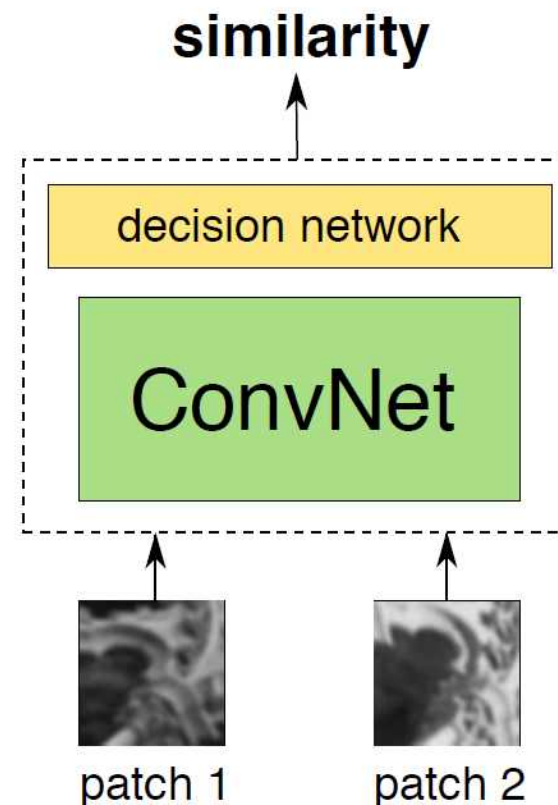 similarity
decision network
ConvNet
patch 1
patch 2